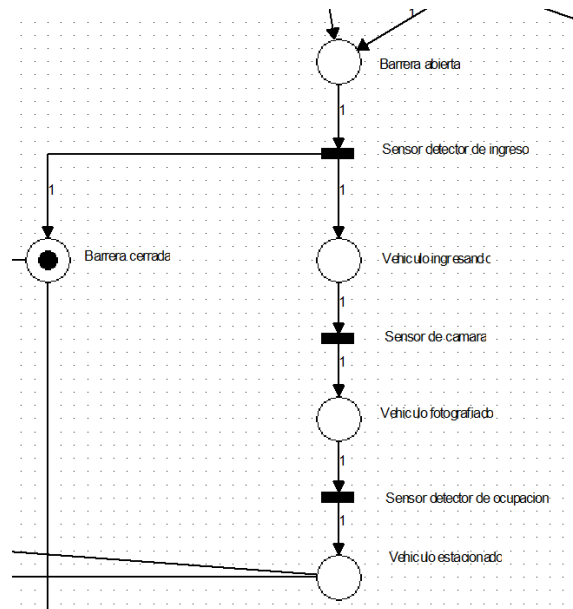 1
Barrera abierta
1
Sensor detector de ingreso
1
1
Barrera cerrada
Vehiculo ingresando
1
Sensor de camara
1
Vehiculo fotografiado
1
Sensor detector de ocupacion
1
Vehiculo estacionado